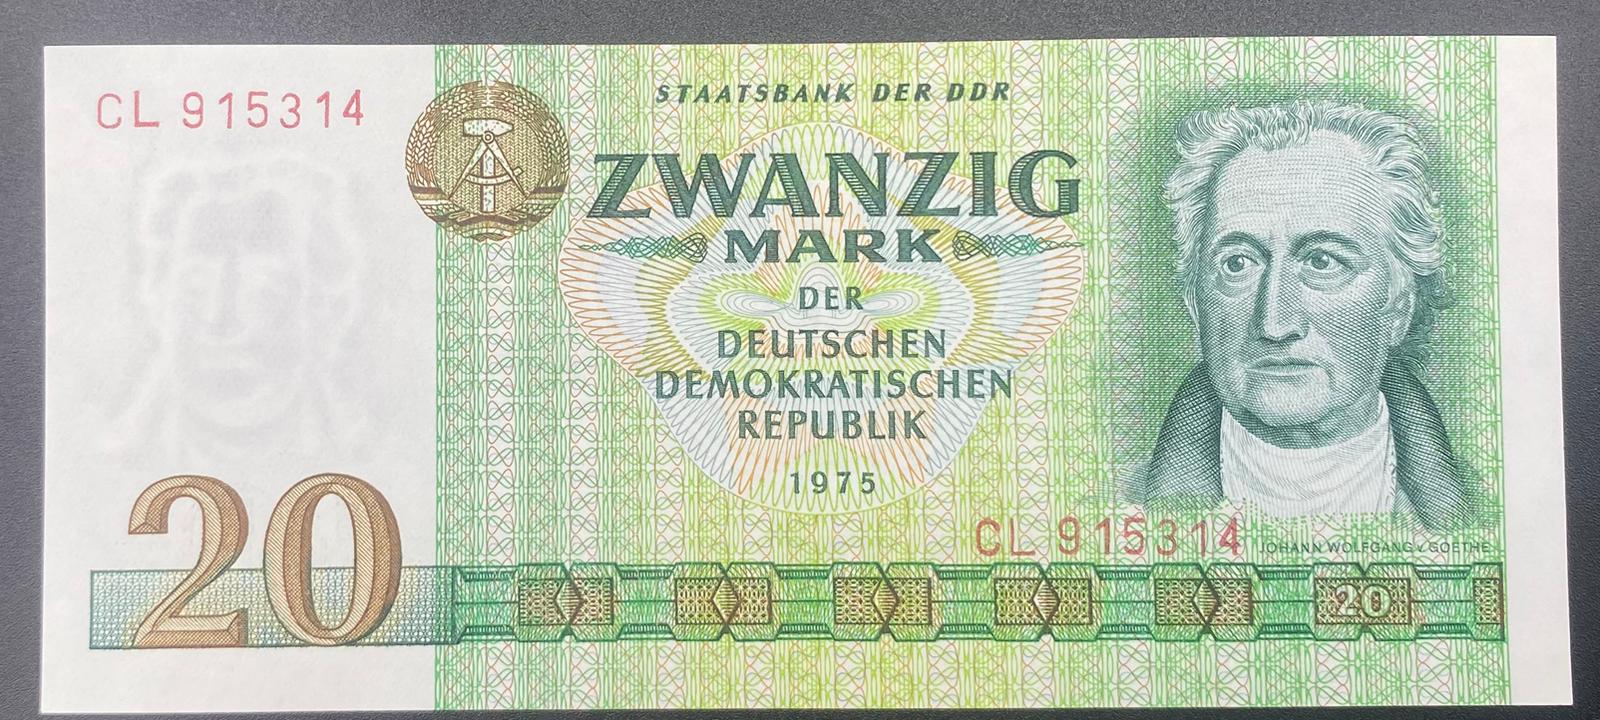 CL 915314
STAATSBANK DER DDR
ZWANZIG
MARK
DER
DEUTSCHEN
DEMOKRATISCHEN
REPUBLIK
1975
CL 915314
JOHANN WOLFGANG v. GOETHE
20
20